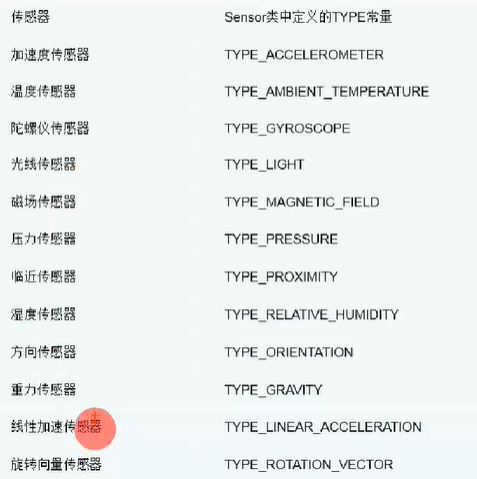 传感器 Sensor类中定义的TYPE常量
加速度传感器 TYPE_ACCELEROMETER
温度传感器 TYPE_AMBIENT_TEMPERATURE
陀螺仪传感器 TYPE_GYROSCOPE
光线传感器 TYPE_LIGHT
磁场传感器 TYPE_MAGNETIC_FIELD
压力传感器 TYPE_PRESSURE
临近传感器 TYPE_PROXIMITY
湿度传感器 TYPE_RELATIVE_HUMIDITY
方向传感器 TYPE_ORIENTATION
重力传感器 TYPE_GRAVITY
线性加速传感器 TYPE_LINEAR_ACCELERATION
旋转向量传感器 TYPE_ROTATION_VECTOR